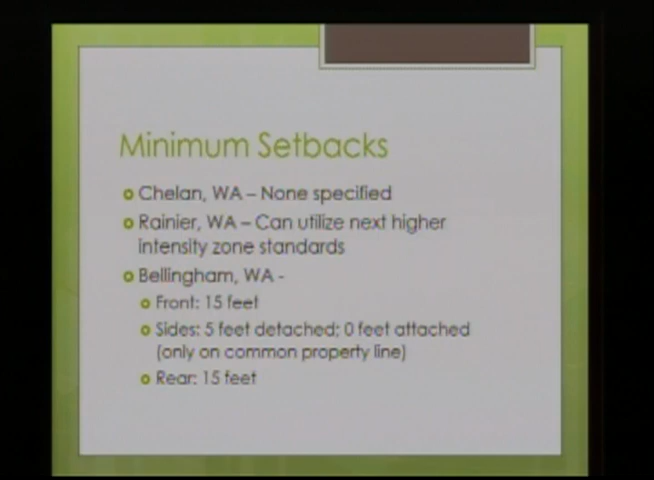 Minimum Setbacks
Chelan, WA – None specified
Rainier, WA – Can utilize next higher
intensity zone standards
Bellingham, WA -
Front: 15 feet
Sides: 5 feet detached; 0 feet attached
(only on common property line)
Rear: 15 feet